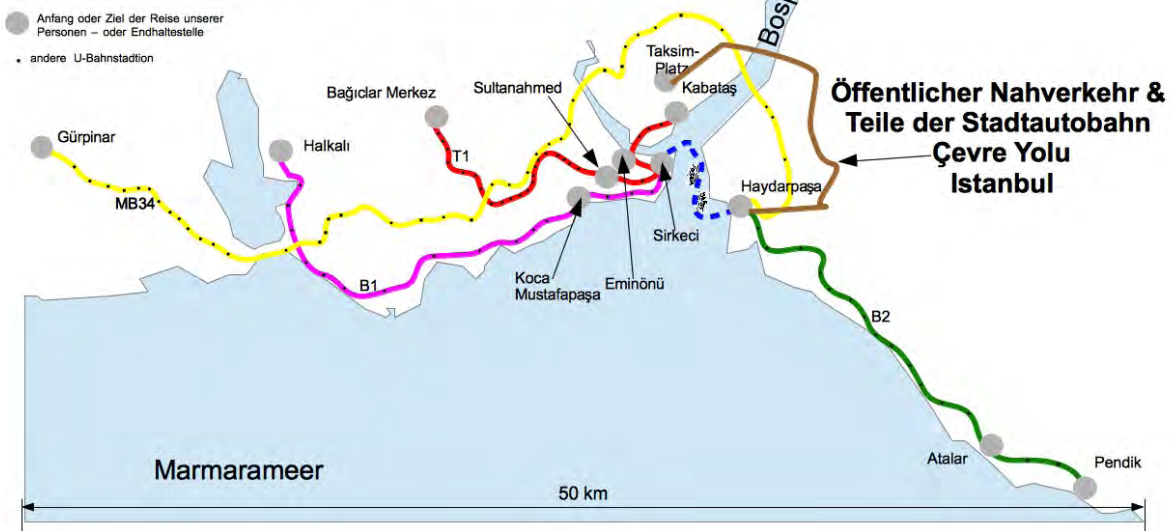 Anfang oder Ziel der Reise unserer
Personen – oder Endhaltestelle
andere U-Bahnstadtion
Bosp
Taksim-
Platz
Kabataş
Sultanahmed
Bağıclar Merkez
Öffentlicher Nahverkehr &
Teile der Stadtautobahn
Çevre Yolu
Istanbul
Gürpinar
Halkalı
T1
MB34
Haydarpaşa
Sirkeci
Koca
Mustafapaşa
Eminönü
B1
B2
Marmarameer
Atalar
Pendik
50 km